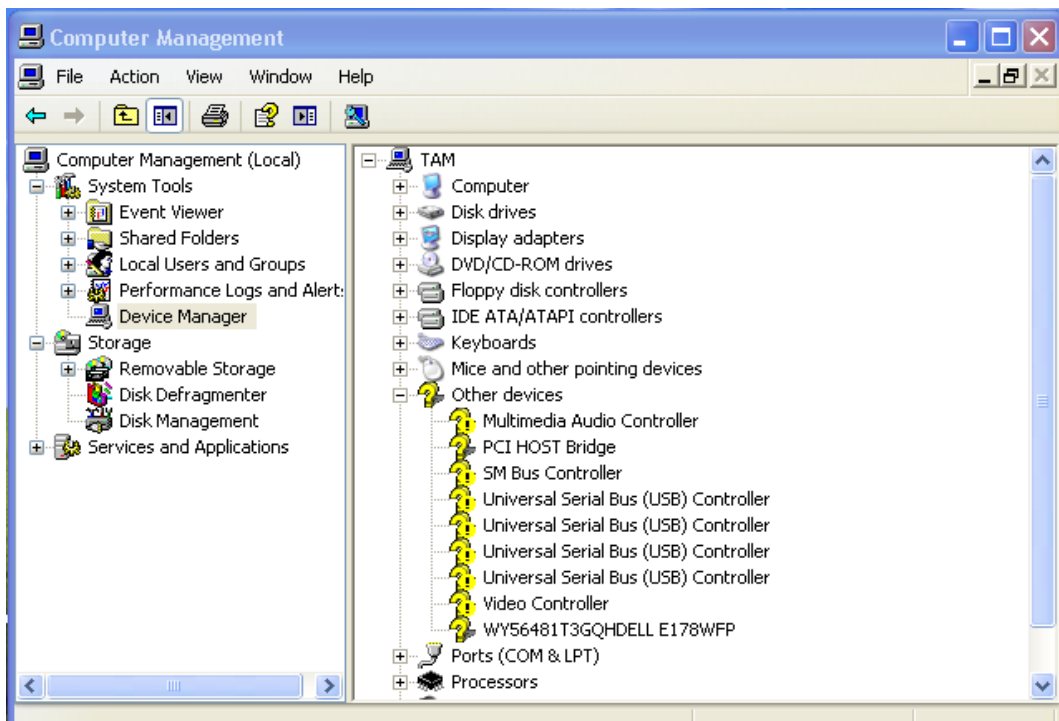 Computer Management
File Action View Window Help
Computer Management (Local)
System Tools
Event Viewer
Shared Folders
Local Users and Groups
Performance Logs and Alert
Device Manager
Storage
Removable Storage
Disk Defragmenter
Disk Management
Services and Applications
TAM
Computer
Disk drives
Display adapters
DVD/CD-ROM drives
Floppy disk controllers
IDE ATA/ATAPI controllers
Keyboards
Mice and other pointing devices
Other devices
Multimedia Audio Controller
PCI HOST Bridge
SM Bus Controller
Universal Serial Bus (USB) Controller
Universal Serial Bus (USB) Controller
Universal Serial Bus (USB) Controller
Universal Serial Bus (USB) Controller
Video Controller
WY56481T3GQHDELL E178WFP
Ports (COM & LPT)
Processors